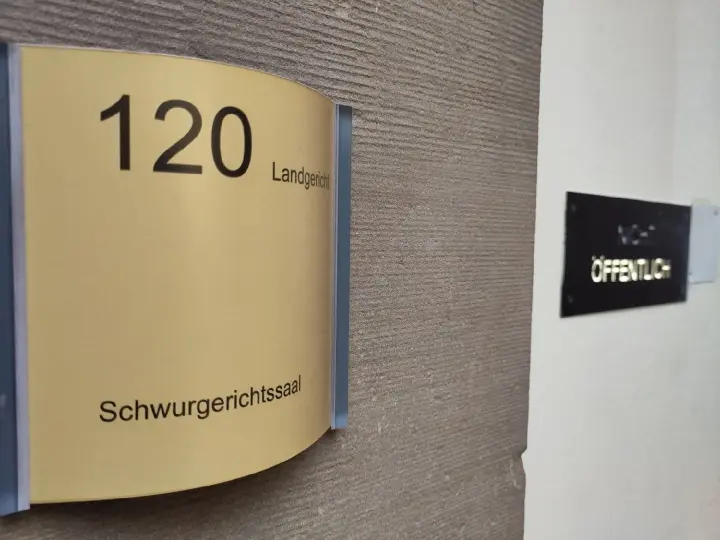 120
Landgericht
Schwurgerichtssaal
NICHT
ÖFFENTLICH